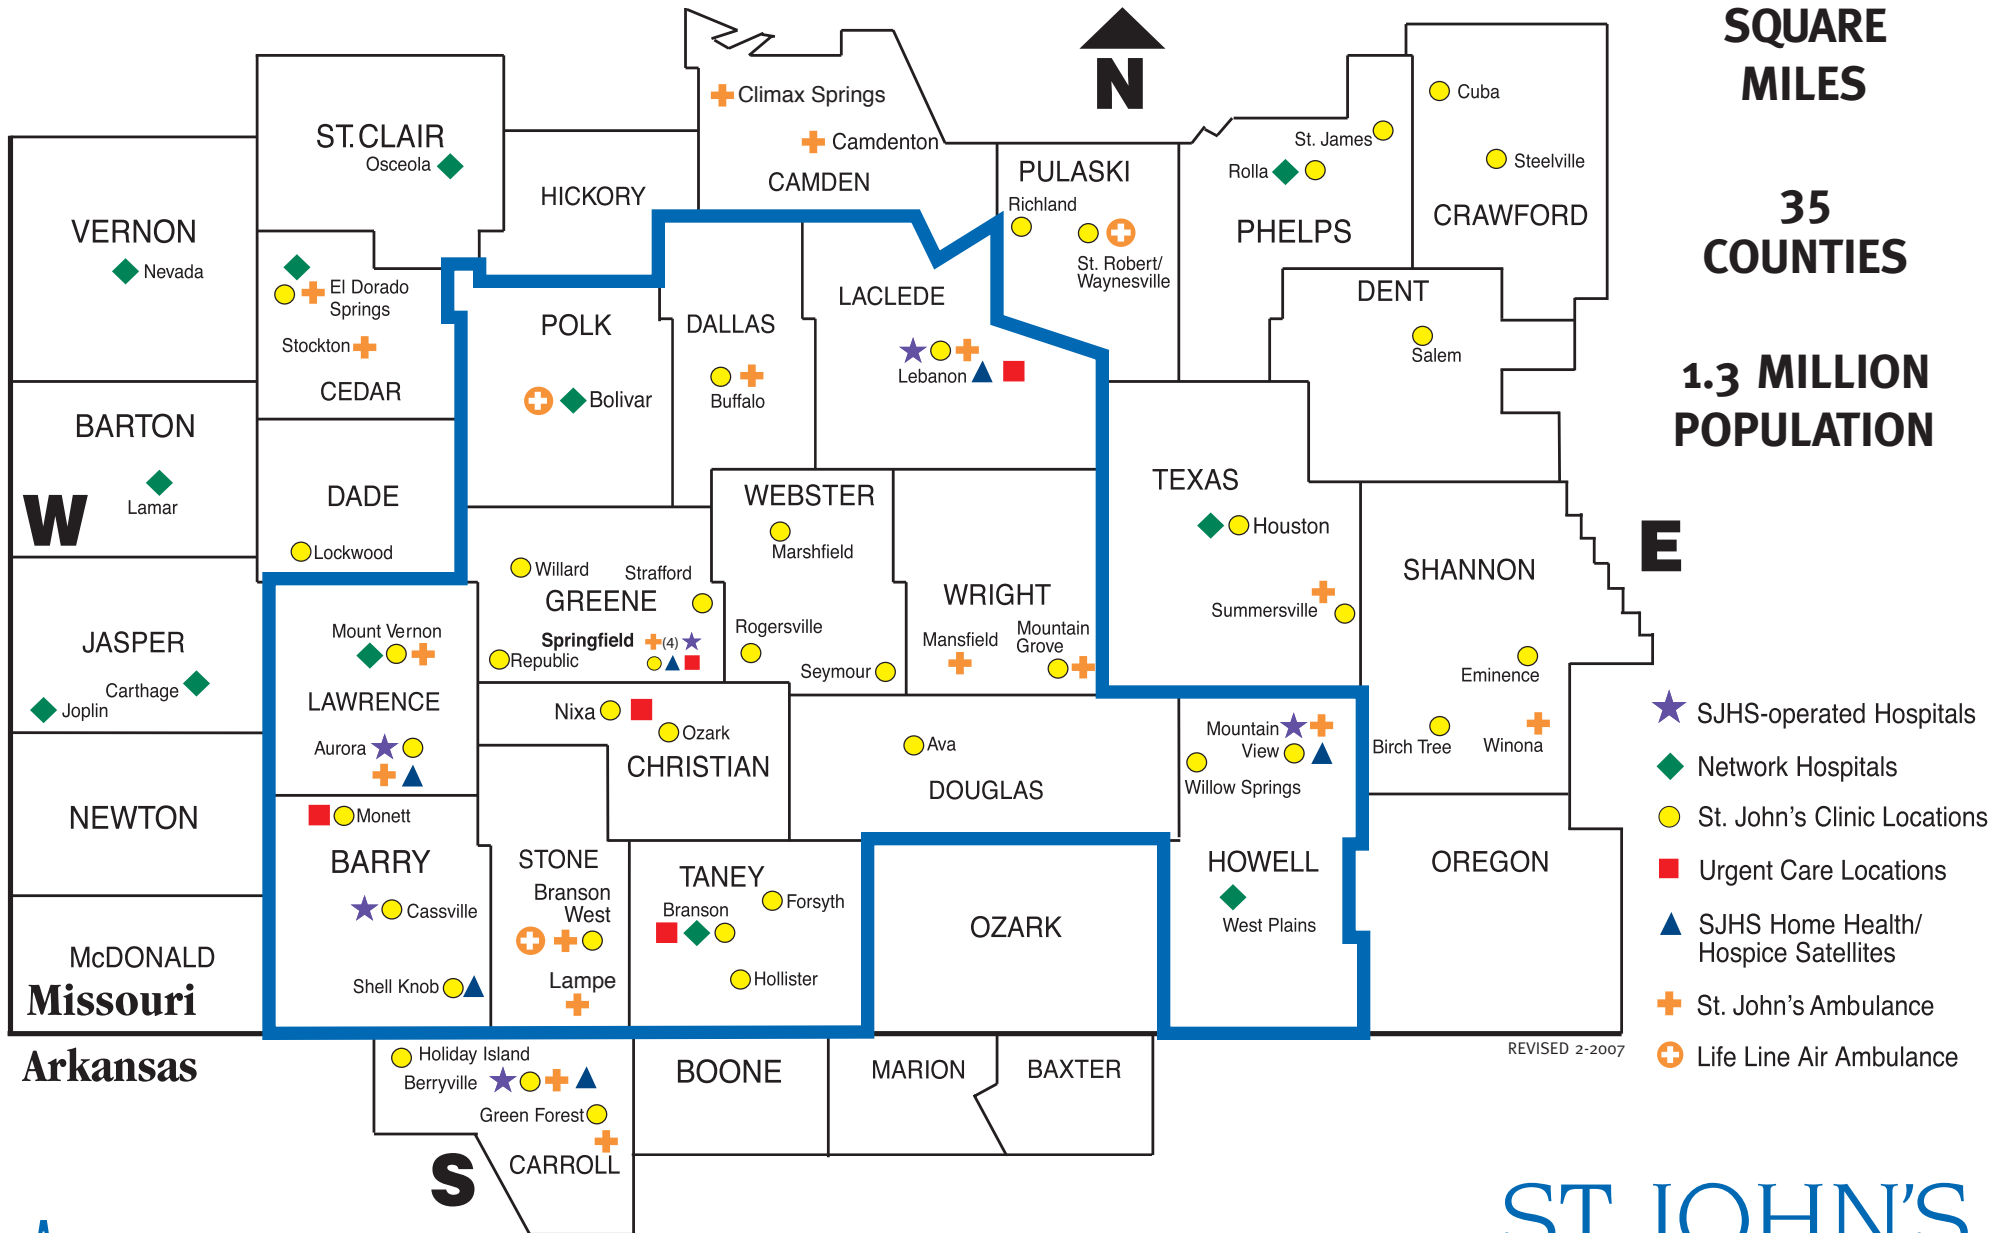 SQUARE
MILES
35
COUNTIES
1.3 MILLION
POPULATION
N
W
E
S
ST. CLAIR
Osceola
HICKORY
Climax Springs
Camdenton
CAMDEN
PULASKI
Richland
St. Robert/
Waynesville
St. James
Rolla
PHELPS
Cuba
Steelville
CRAWFORD
VERNON
Nevada
El Dorado
Springs
Stockton
CEDAR
POLK
Bolivar
DALLAS
Buffalo
LACLEDE
Lebanon
DENT
Salem
BARTON
Lamar
DADE
Lockwood
WEBSTER
Marshfield
Rogersville
Seymour
TEXAS
Houston
Summersville
SHANNON
Eminence
Birch Tree
Winona
Willard
Strafford
GREENE
Springfield (4)
Republic
WRIGHT
Mansfield
Mountain
Grove
JASPER
Carthage
Joplin
Mount Vernon
LAWRENCE
Aurora
Nixa
Ozark
CHRISTIAN
Ava
DOUGLAS
Mountain
View
Willow Springs
HOWELL
West Plains
OREGON
NEWTON
Monett
BARRY
Cassville
Shell Knob
STONE
Branson
West
Lampe
TANEY
Branson
Forsyth
Hollister
OZARK
McDONALD
Missouri
Arkansas
Holiday Island
Berryville
Green Forest
CARROLL
BOONE
MARION
BAXTER
SJHS-operated Hospitals
Network Hospitals
St. John's Clinic Locations
Urgent Care Locations
SJHS Home Health/
Hospice Satellites
St. John's Ambulance
Life Line Air Ambulance
REVISED 2-2007
ST. JOHN'S